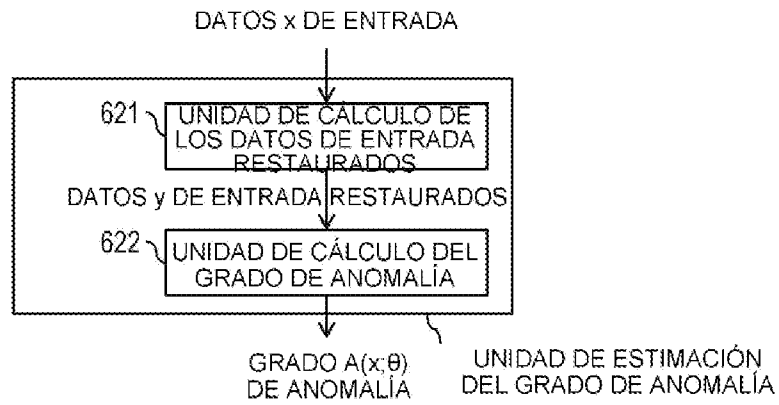 DATOS x DE ENTRADA
621
UNIDAD DE CÁLCULO DE
LOS DATOS DE ENTRADA
RESTAURADOS
DATOS y DE ENTRADA RESTAURADOS
622
UNIDAD DE CÁLCULO DEL
GRADO DE ANOMALÍA
GRADO A(x;θ)
DE ANOMALÍA
UNIDAD DE ESTIMACIÓN
DEL GRADO DE ANOMALÍA